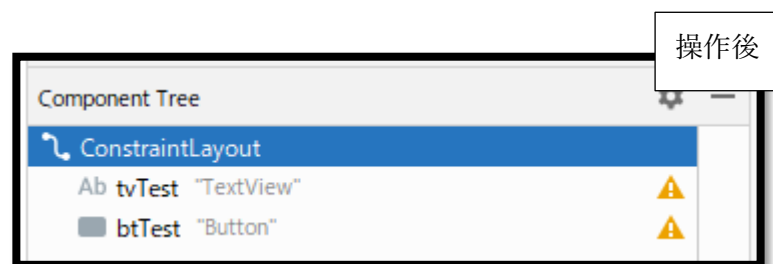 操作後
Component Tree
ConstraintLayout
Ab tvTest "TextView"
btTest "Button"